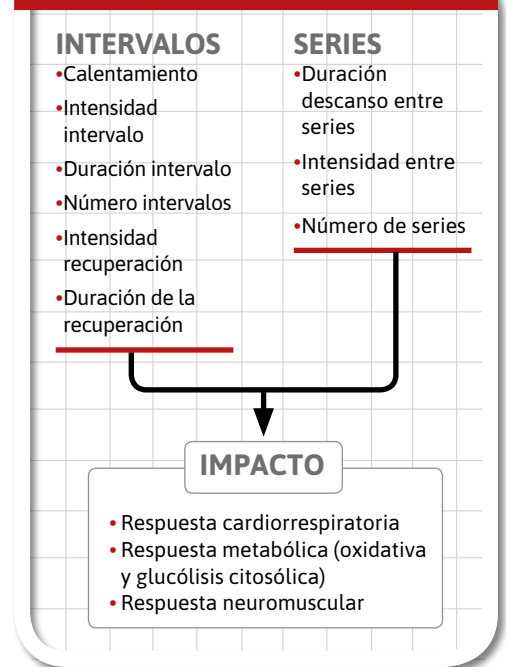 INTERVALOS
•Calentamiento
•Intensidad
intervalo
•Duración intervalo
•Número intervalos
•Intensidad
recuperación
•Duración de la
recuperación
SERIES
•Duración
descanso entre
series
•Intensidad entre
series
•Número de series
IMPACTO
• Respuesta cardiorrespiratoria
• Respuesta metabólica (oxidativa
y glucólisis citosólica)
• Respuesta neuromuscular